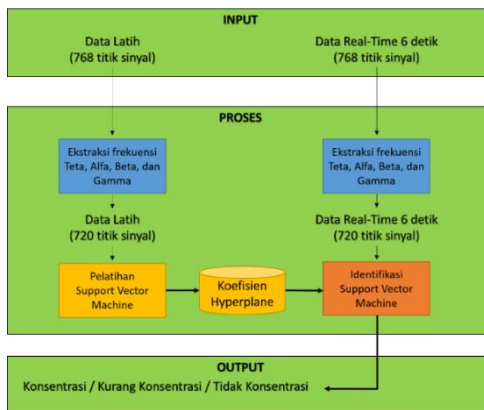 INPUT
Data Latih
(768 titik sinyal)
Data Real-Time 6 detik
(768 titik sinyal)
PROSES
Ekstraksi frekuensi
Teta, Alfa, Beta, dan
Gamma
Ekstraksi frekuensi
Teta, Alfa, Beta, dan
Gamma
Data Latih
(720 titik sinyal)
Data Real-Time 6 detik
(720 titik sinyal)
Pelatihan
Support Vector
Machine
Koefisien
Hyperplane
Identifikasi
Support Vector
Machine
OUTPUT
Konsentrasi / Kurang Konsentrasi / Tidak Konsentrasi